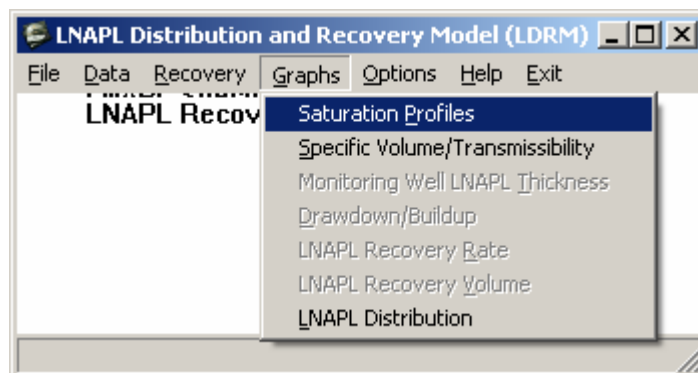 LNAPL Distribution and Recovery Model (LDRM)
File Data Recovery Graphs Options Help Exit
LNAPL Recov
Saturation Profiles
Specific Volume/Transmissibility
Monitoring Well LNAPL Thickness
Drawdown/Buildup
LNAPL Recovery Rate
LNAPL Recovery Volume
LNAPL Distribution